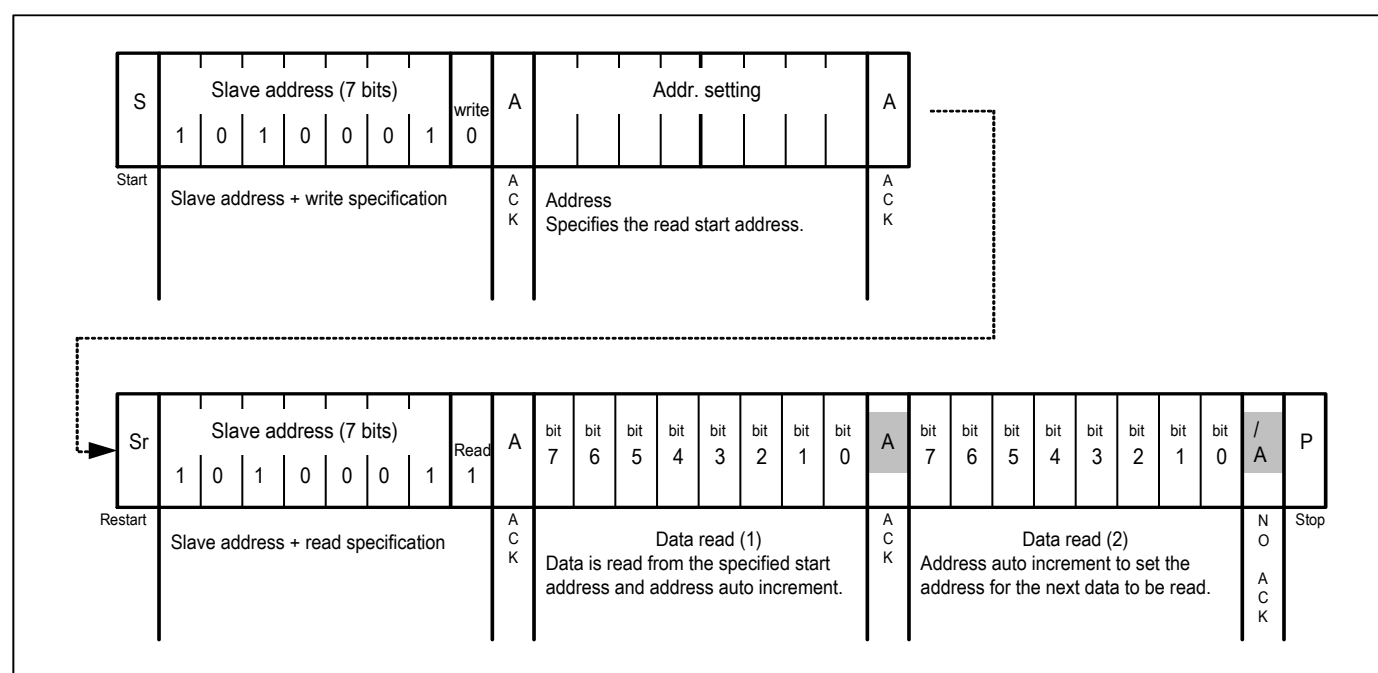 S
Slave address (7 bits)
write
A
Addr. setting
A
1 0 1 0 0 0 1 0
Start
Slave address + write specification
A
C
K
Address
Specifies the read start address.
A
C
K
Sr
Slave address (7 bits)
Read
A
bit bit bit bit bit bit bit bit
7 6 5 4 3 2 1 0
A
bit bit bit bit bit bit bit bit
7 6 5 4 3 2 1 0
/
A
P
1 0 1 0 0 0 1 1
Restart
Slave address + read specification
A
C
K
Data read (1)
Data is read from the specified start
address and address auto increment.
A
C
K
Data read (2)
Address auto increment to set the
address for the next data to be read.
N
O
A
C
K
Stop